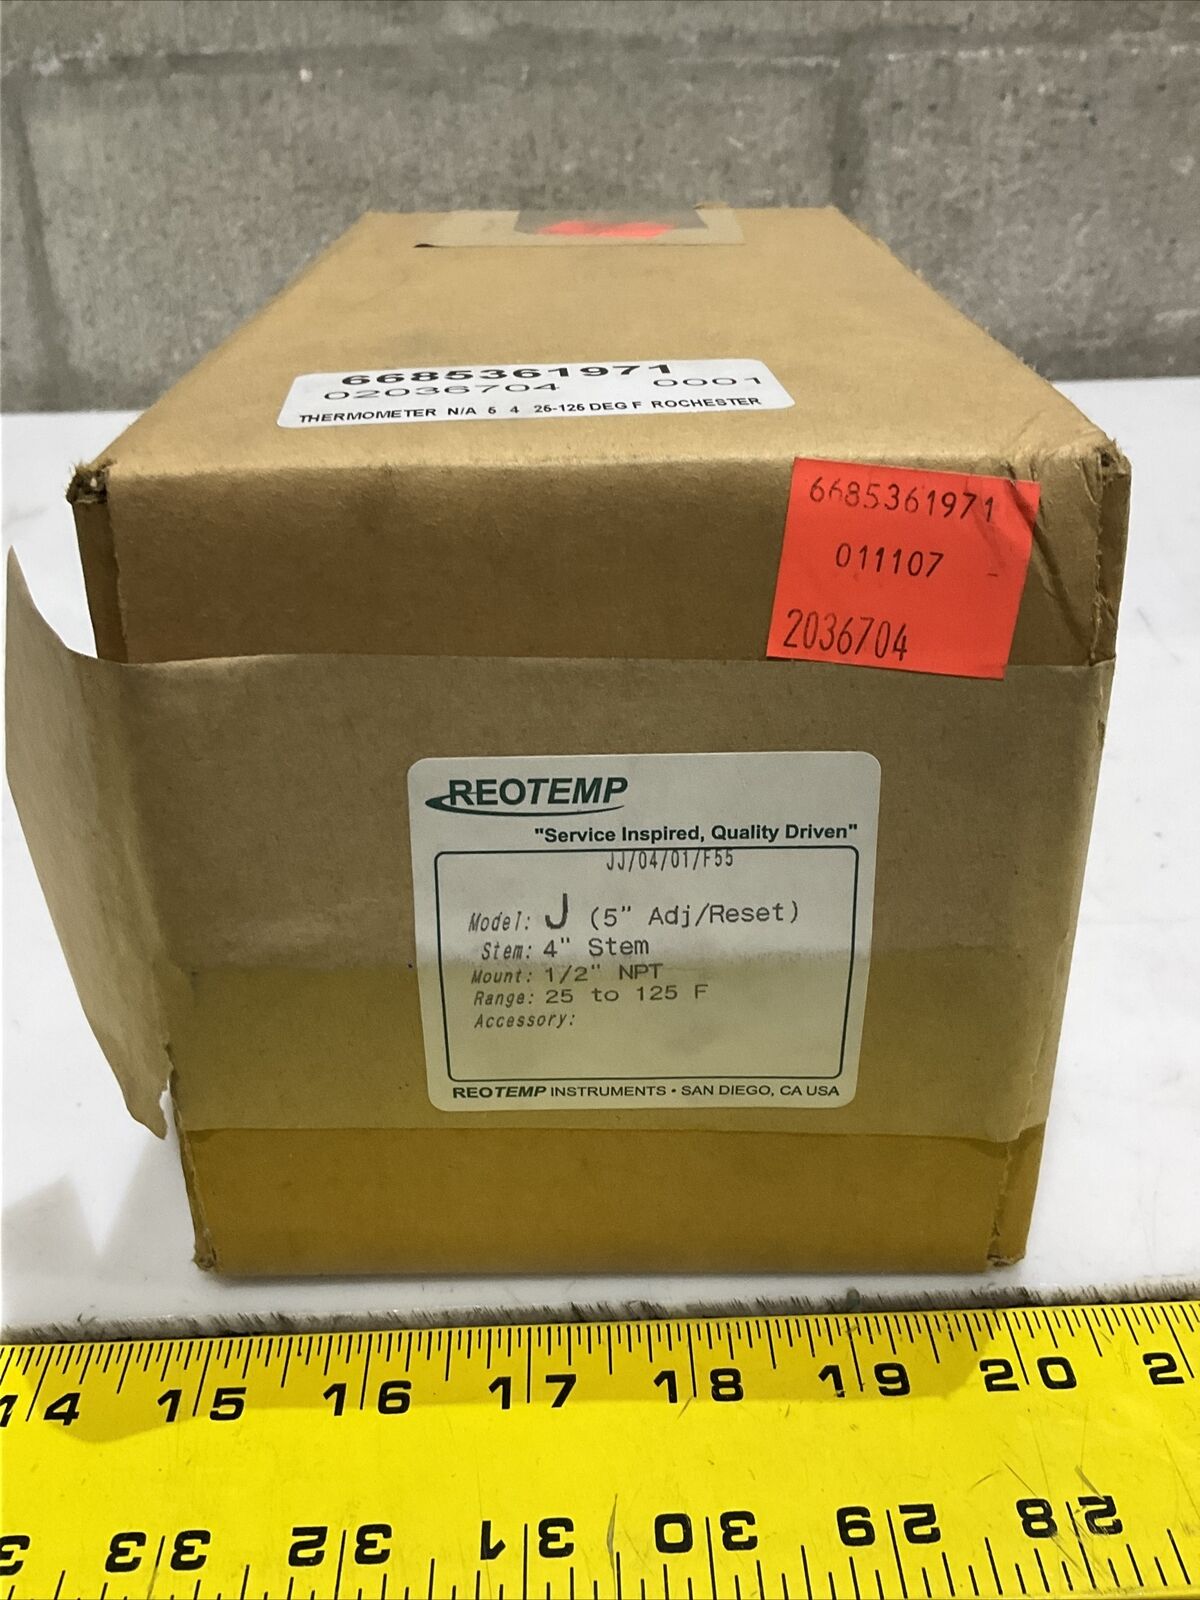 6685361971
02036704 0001
THERMOMETER N/A 5 4 25-125 DEG F ROCHESTER
6685361971
011107 -
2036704
REOTEMP
"Service Inspired, Quality Driven"
JJ/04/01/F55
Model: J (5" Adj/Reset)
Stem: 4" Stem
Mount: 1/2" NPT
Range: 25 to 125 F
Accessory:
REOTEMP INSTRUMENTS • SAN DIEGO, CA USA
14 15 16 17 18 19 20 2
3 33 32 31 30 29 28